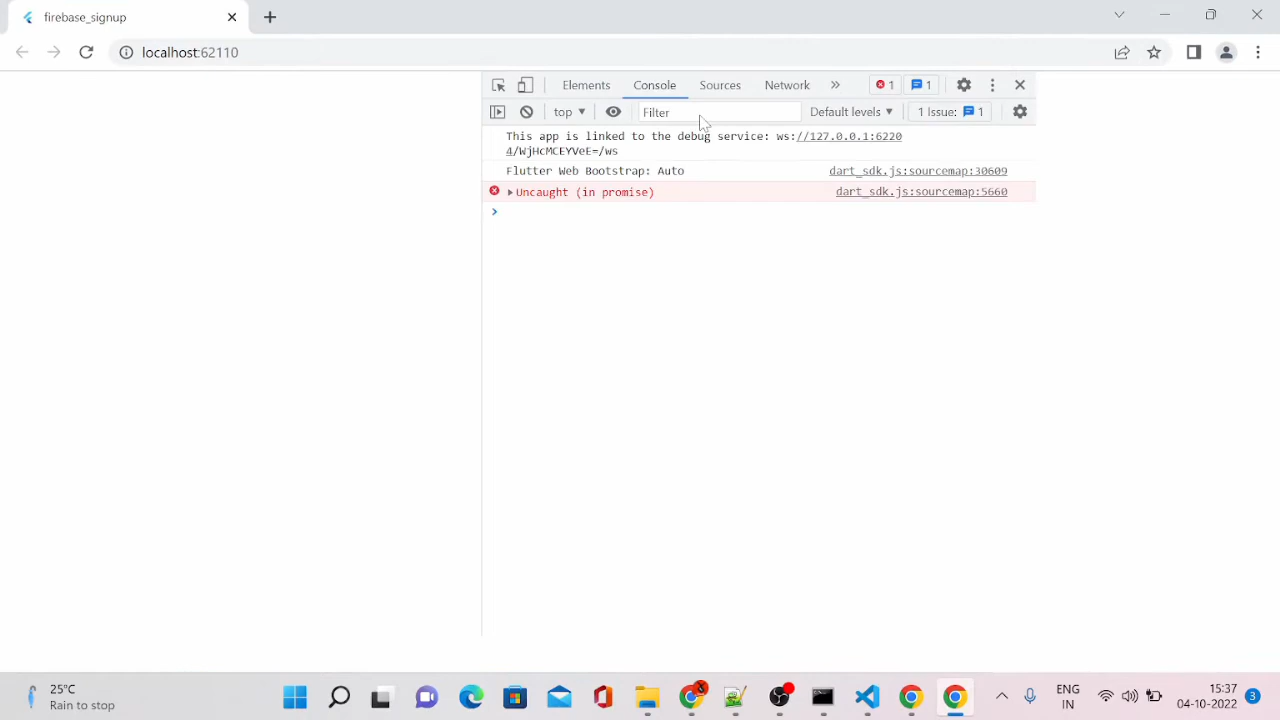 firebase_signup
localhost:62110
Elements
Console
Sources
Network
1
1
top
Filter
Default levels
1 Issue:
1
This app is linked to the debug service: ws://127.0.0.1:6220
4/WjHcMCEYVeE=/ws
Flutter Web Bootstrap: Auto
dart_sdk.js:sourcemap:30609
Uncaught (in promise)
dart_sdk.js:sourcemap:5660
25°C
Rain to stop
ENG
IN
15:37
04-10-2022
3